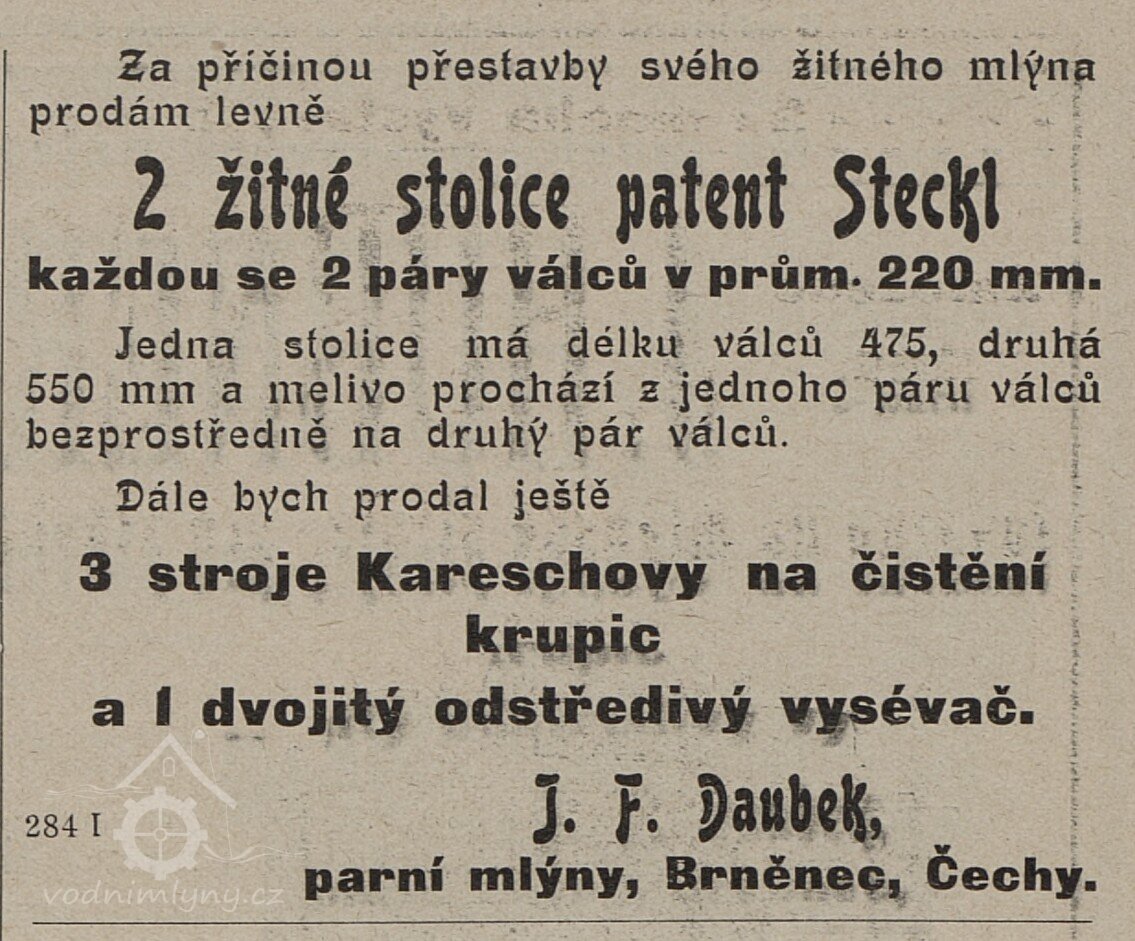 Za příčinou přestavby svého žitného mlýna
prodám levně
2 žitné stolice patent Steckl
každou se 2 páry válců v prům. 220 mm.
Jedna stolice má délku válců 475, druhá
550 mm a melivo prochází z jednoho páru válců
bezprostředně na druhý pár válců.
Dále bych prodal ještě
3 stroje Kareschovy na čistění
krupic
a 1 dvojitý odstředivý vysévač.
J. F. Daubek,
284 I
parní mlýny, Brněnec, Čechy.
vodnimlyny.cz